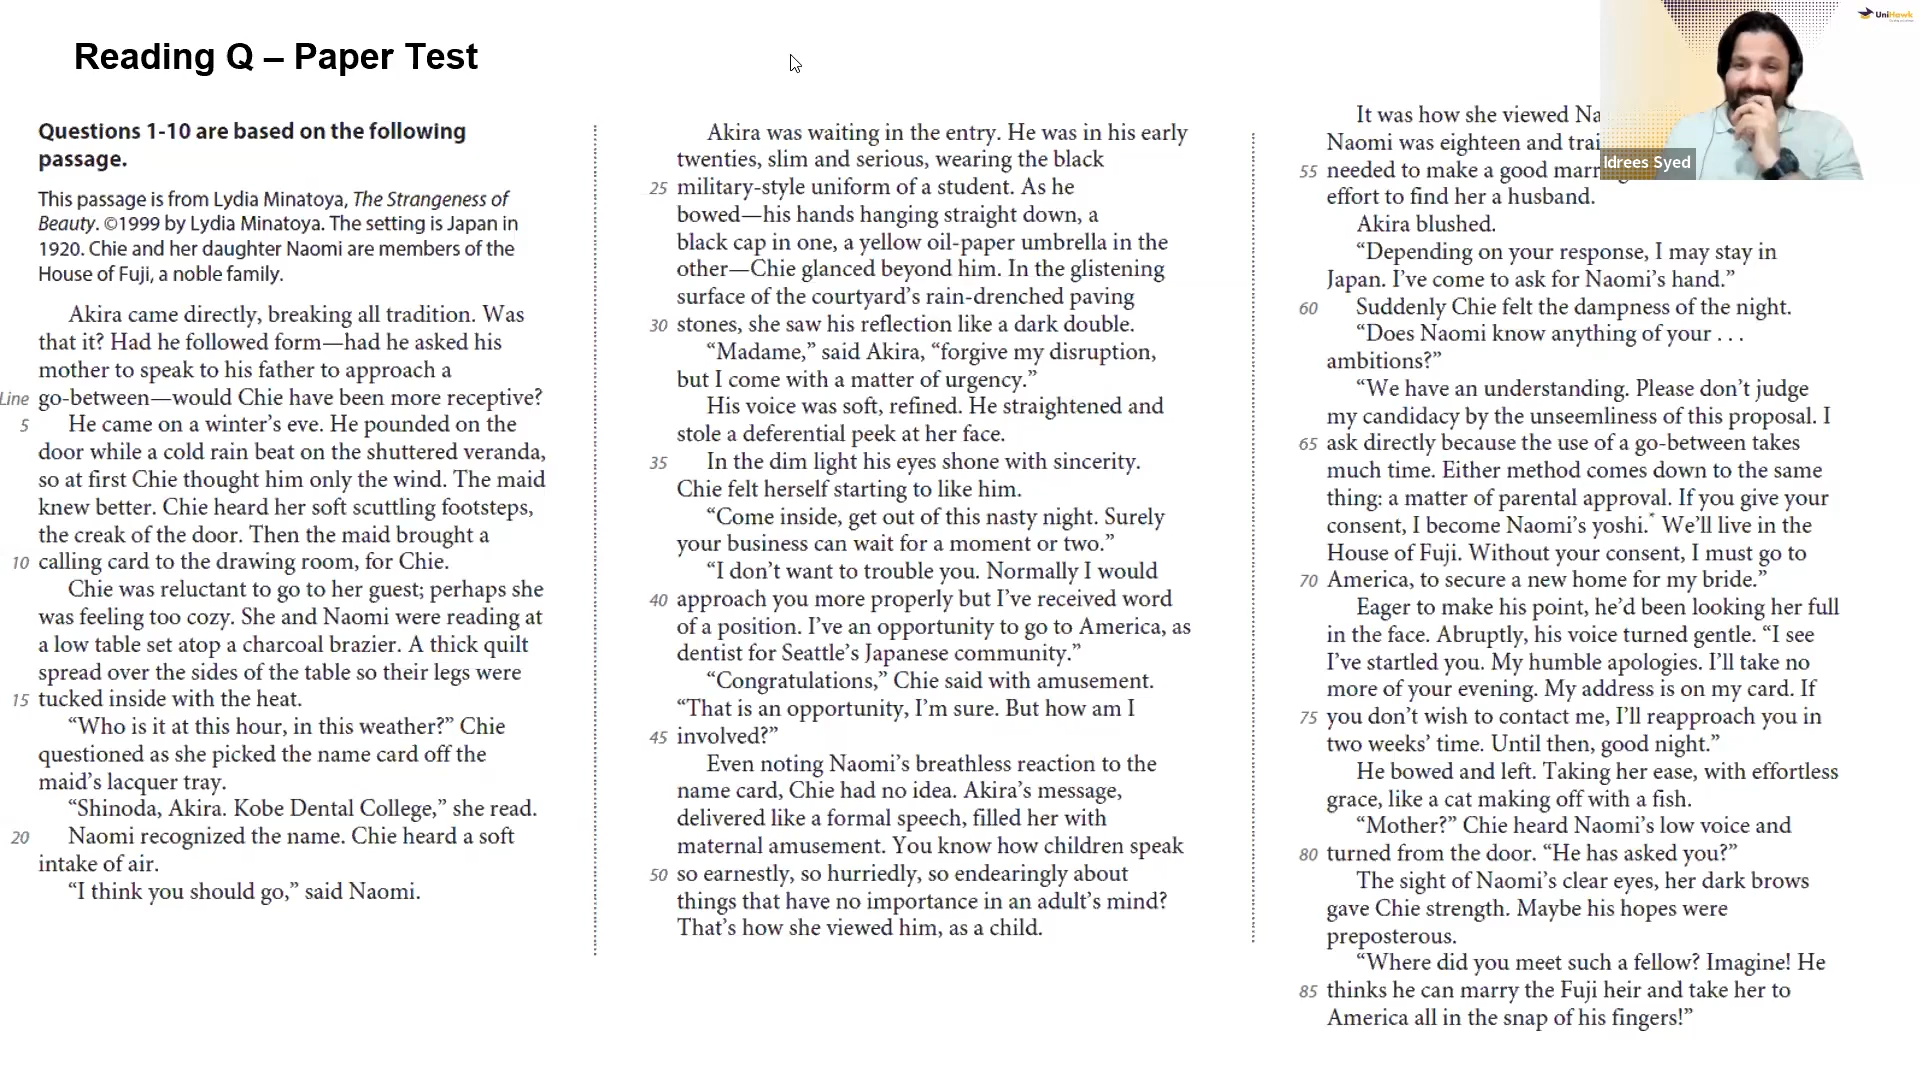 Reading Q – Paper Test
Questions 1-10 are based on the following
passage.
This passage is from Lydia Minatoya, The Strangeness of
Beauty. ©1999 by Lydia Minatoya. The setting is Japan in
1920. Chie and her daughter Naomi are members of the
House of Fuji, a noble family.
Akira came directly, breaking all tradition. Was
that it? Had he followed form—had he asked his
mother to speak to his father to approach a
Line go-between—would Chie have been more receptive?
5 He came on a winter's eve. He pounded on the
door while a cold rain beat on the shuttered veranda,
so at first Chie thought him only the wind. The maid
knew better. Chie heard her soft scuttling footsteps,
the creak of the door. Then the maid brought a
10 calling card to the drawing room, for Chie.
Chie was reluctant to go to her guest; perhaps she
was feeling too cozy. She and Naomi were reading at
a low table set atop a charcoal brazier. A thick quilt
spread over the sides of the table so their legs were
15 tucked inside with the heat.
“Who is it at this hour, in this weather?” Chie
questioned as she picked the name card off the
maid's lacquer tray.
“Shinoda, Akira. Kobe Dental College,” she read.
20 Naomi recognized the name. Chie heard a soft
intake of air.
“I think you should go,” said Naomi.
Akira was waiting in the entry. He was in his early
twenties, slim and serious, wearing the black
25 military-style uniform of a student. As he
bowed—his hands hanging straight down, a
black cap in one, a yellow oil-paper umbrella in the
other—Chie glanced beyond him. In the glistening
surface of the courtyard's rain-drenched paving
30 stones, she saw his reflection like a dark double.
“Madame,” said Akira, “forgive my disruption,
but I come with a matter of urgency.”
His voice was soft, refined. He straightened and
stole a deferential peek at her face.
35 In the dim light his eyes shone with sincerity.
Chie felt herself starting to like him.
“Come inside, get out of this nasty night. Surely
your business can wait for a moment or two.”
“I don't want to trouble you. Normally I would
40 approach you more properly but I've received word
of a position. I've an opportunity to go to America, as
dentist for Seattle's Japanese community.”
“Congratulations,” Chie said with amusement.
“That is an opportunity, I'm sure. But how am I
45 involved?”
Even noting Naomi's breathless reaction to the
name card, Chie had no idea. Akira's message,
delivered like a formal speech, filled her with
maternal amusement. You know how children speak
50 so earnestly, so hurriedly, so endearingly about
things that have no importance in an adult's mind?
That's how she viewed him, as a child.
It was how she viewed Na
Naomi was eighteen and trai
55 needed to make a good marr
effort to find her a husband.
Akira blushed.
“Depending on your response, I may stay in
Japan. I've come to ask for Naomi's hand.”
60 Suddenly Chie felt the dampness of the night.
“Does Naomi know anything of your . . .
ambitions?”
“We have an understanding. Please don't judge
my candidacy by the unseemliness of this proposal. I
65 ask directly because the use of a go-between takes
much time. Either method comes down to the same
thing: a matter of parental approval. If you give your
consent, I become Naomi's yoshi.* We'll live in the
House of Fuji. Without your consent, I must go to
70 America, to secure a new home for my bride.”
Eager to make his point, he'd been looking her full
in the face. Abruptly, his voice turned gentle. “I see
I've startled you. My humble apologies. I'll take no
more of your evening. My address is on my card. If
75 you don't wish to contact me, I'll reapproach you in
two weeks' time. Until then, good night.”
He bowed and left. Taking her ease, with effortless
grace, like a cat making off with a fish.
“Mother?” Chie heard Naomi's low voice and
80 turned from the door. “He has asked you?”
The sight of Naomi's clear eyes, her dark brows
gave Chie strength. Maybe his hopes were
preposterous.
“Where did you meet such a fellow? Imagine! He
85 thinks he can marry the Fuji heir and take her to
America all in the snap of his fingers!”
Idrees Syed
UniHawk